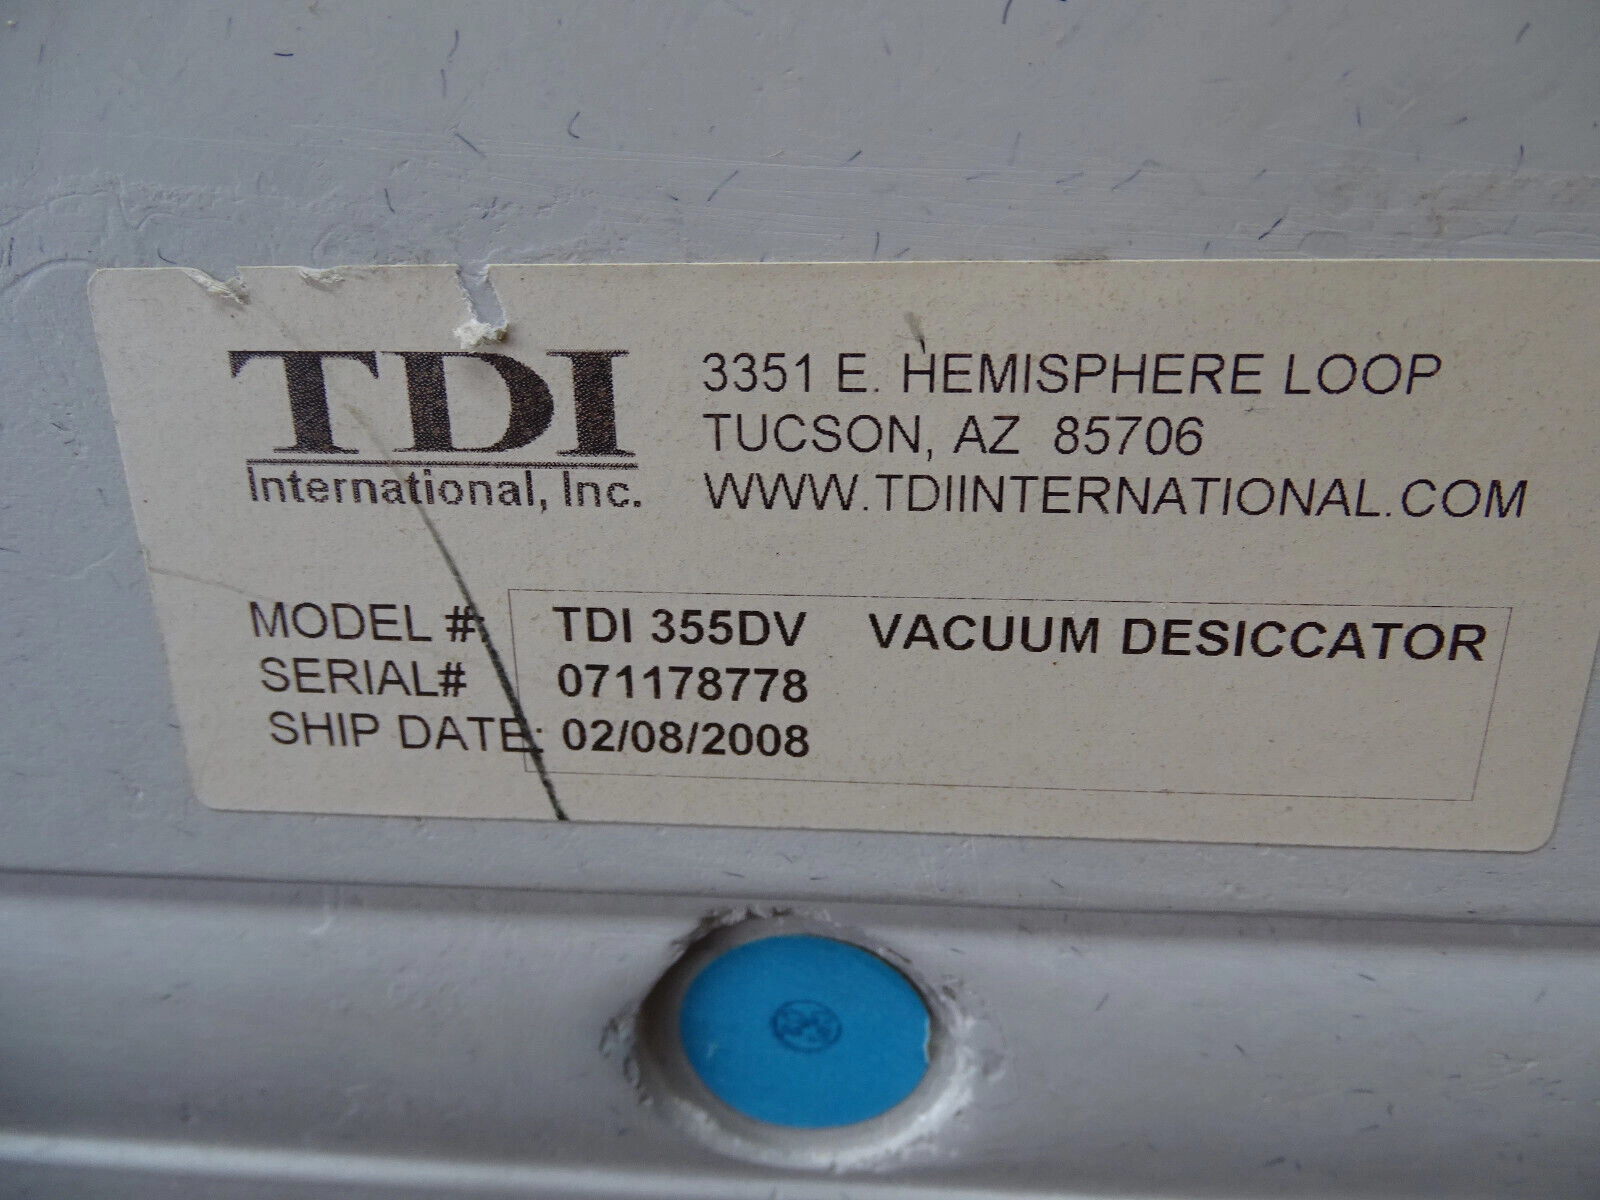 TDI
International, Inc.
3351 E. HEMISPHERE LOOP
TUCSON, AZ 85706
WWW.TDIINTERNATIONAL.COM
MODEL #: TDI 355DV VACUUM DESICCATOR
SERIAL# 071178778
SHIP DATE: 02/08/2008